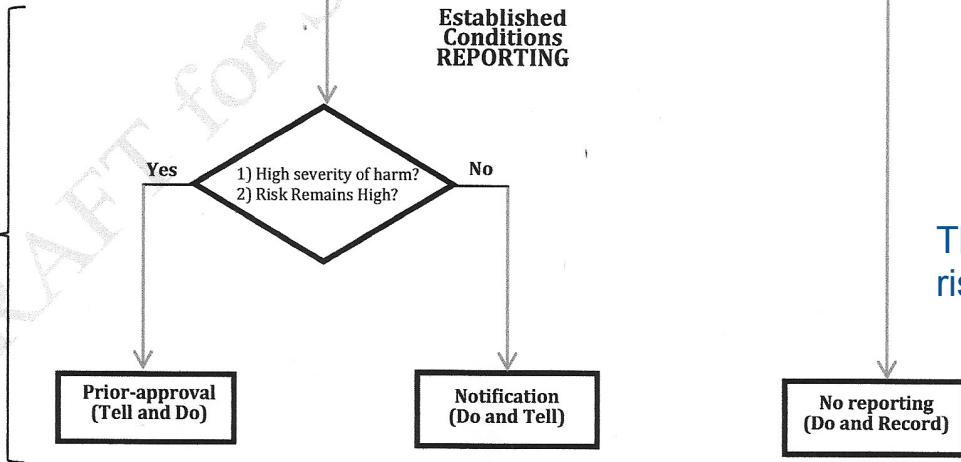 Established
Conditions
REPORTING
Yes
1) High severity of harm?
2) Risk Remains High?
No
Prior-approval
(Tell and Do)
Notification
(Do and Tell)
No reporting
(Do and Record)
for